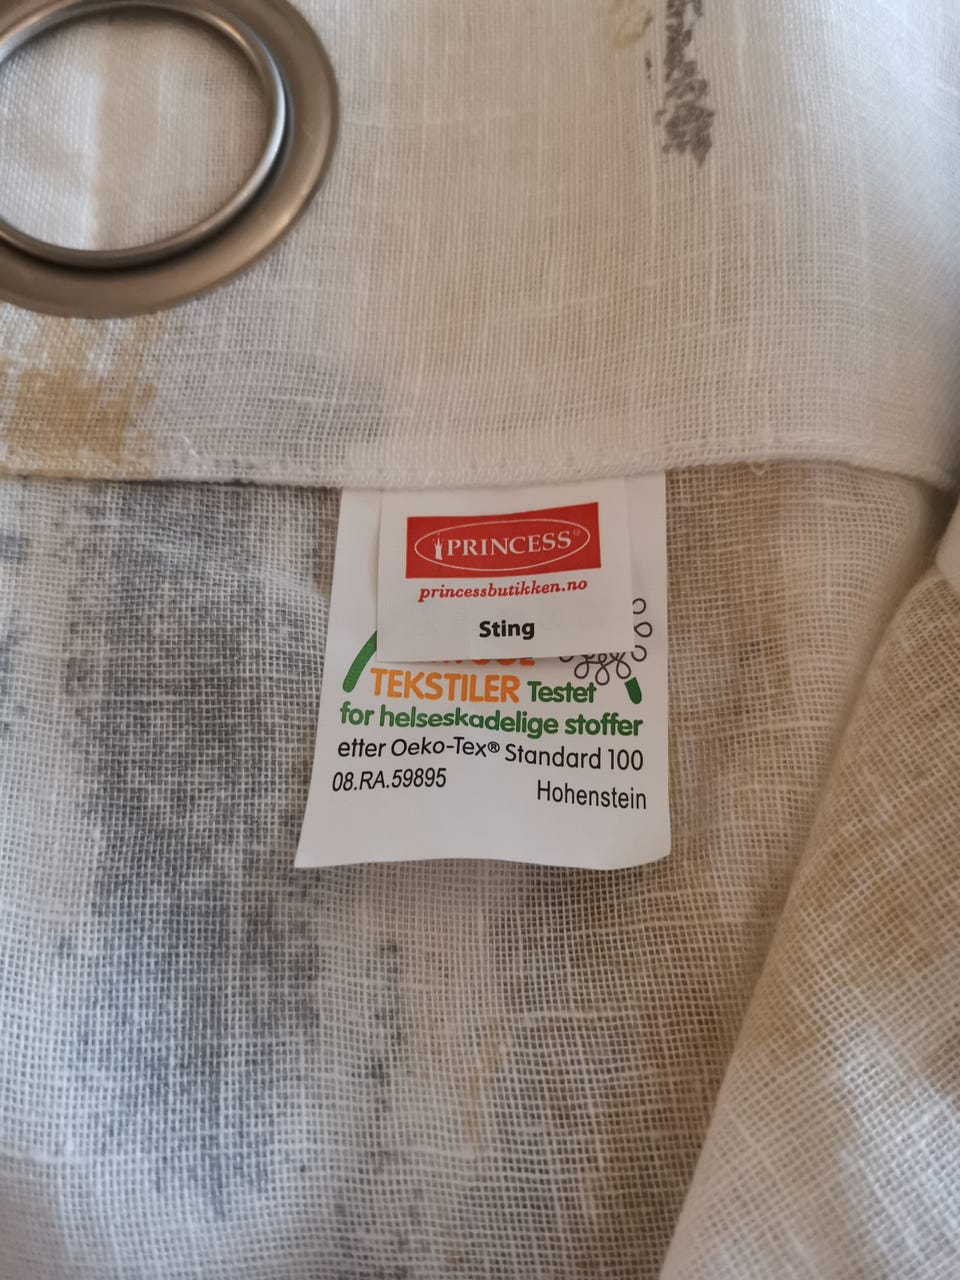 PRINCESS®
princessbutikken.no
Sting
TEKSTILER Testet
for helseskadelige stoffer
etter Oeko-Tex® Standard 100
08.RA.59895 Hohenstein